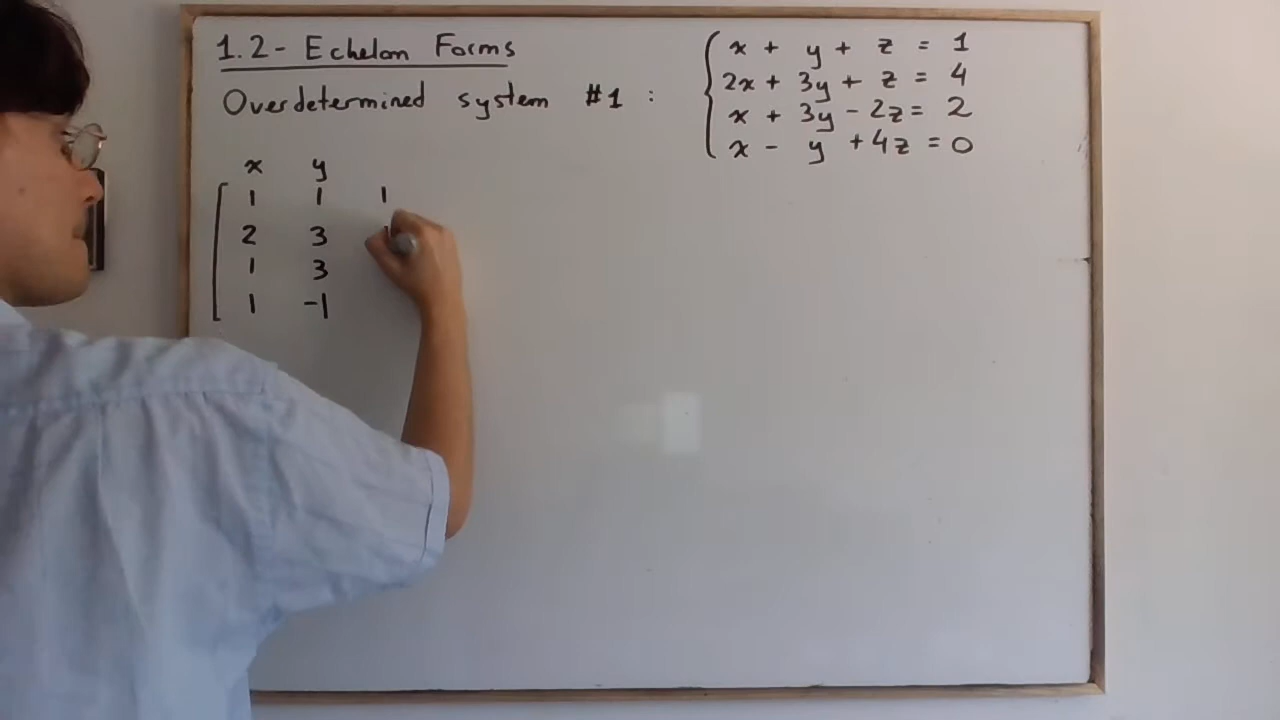 1.2- Echelon Forms
Overdetermined system #1 :
x + y + z = 1
2x + 3y + z = 4
x + 3y - 2z = 2
x - y + 4z = 0
x y
1 1 1
2 3
1 3
1 -1